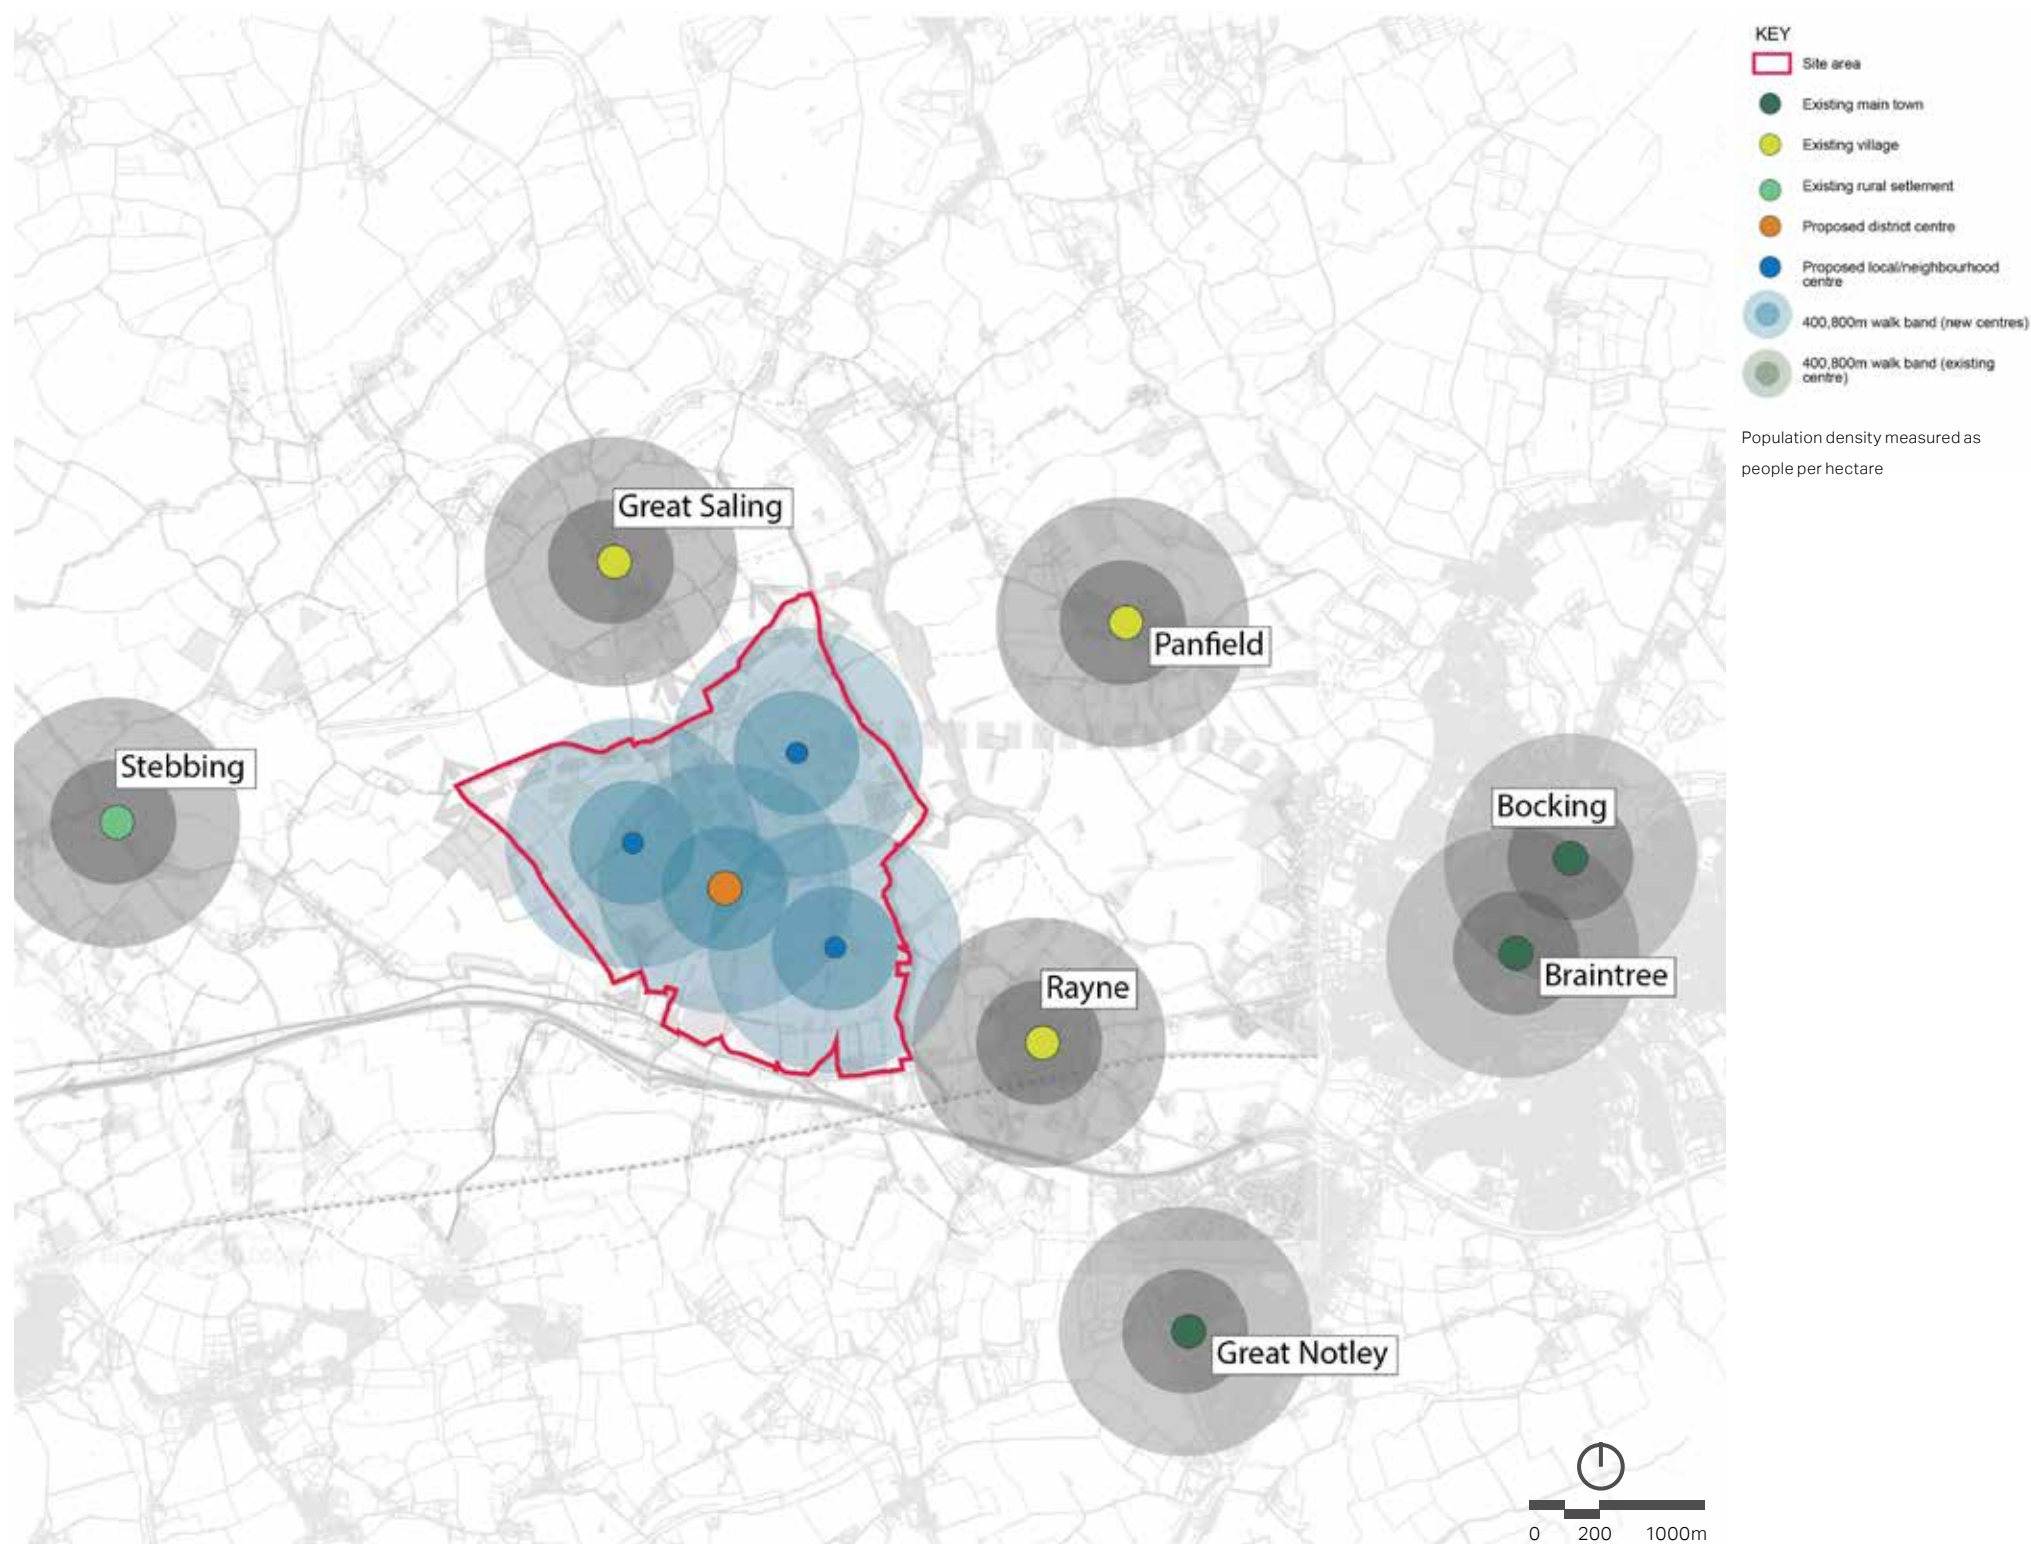 KEY
Site area
Existing main town
Existing village
Existing rural setlement
Proposed district centre
Proposed local/neighbourhood
centre
400,800m walk band (new centres)
400,800m walk band (existing
centre)
Population density measured as
people per hectare
Great Saling
Panfield
Stebbing
Bocking
Braintree
Rayne
Great Notley
0 200 1000m